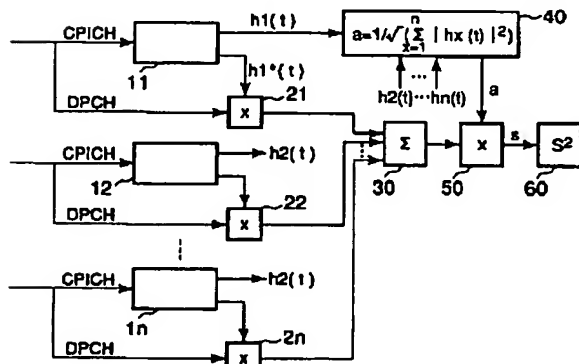 CPICH
h1(t)
a=1/√(Σ | hx (t) |²)
n
x=1
40
11
h1*(t)
h2(t)···hn(t)
a
DPCH
21
x
CPICH
h2(t)
12
Σ
30
x
50
s
S²
60
DPCH
22
x
CPICH
h2(t)
1n
DPCH
2n
x